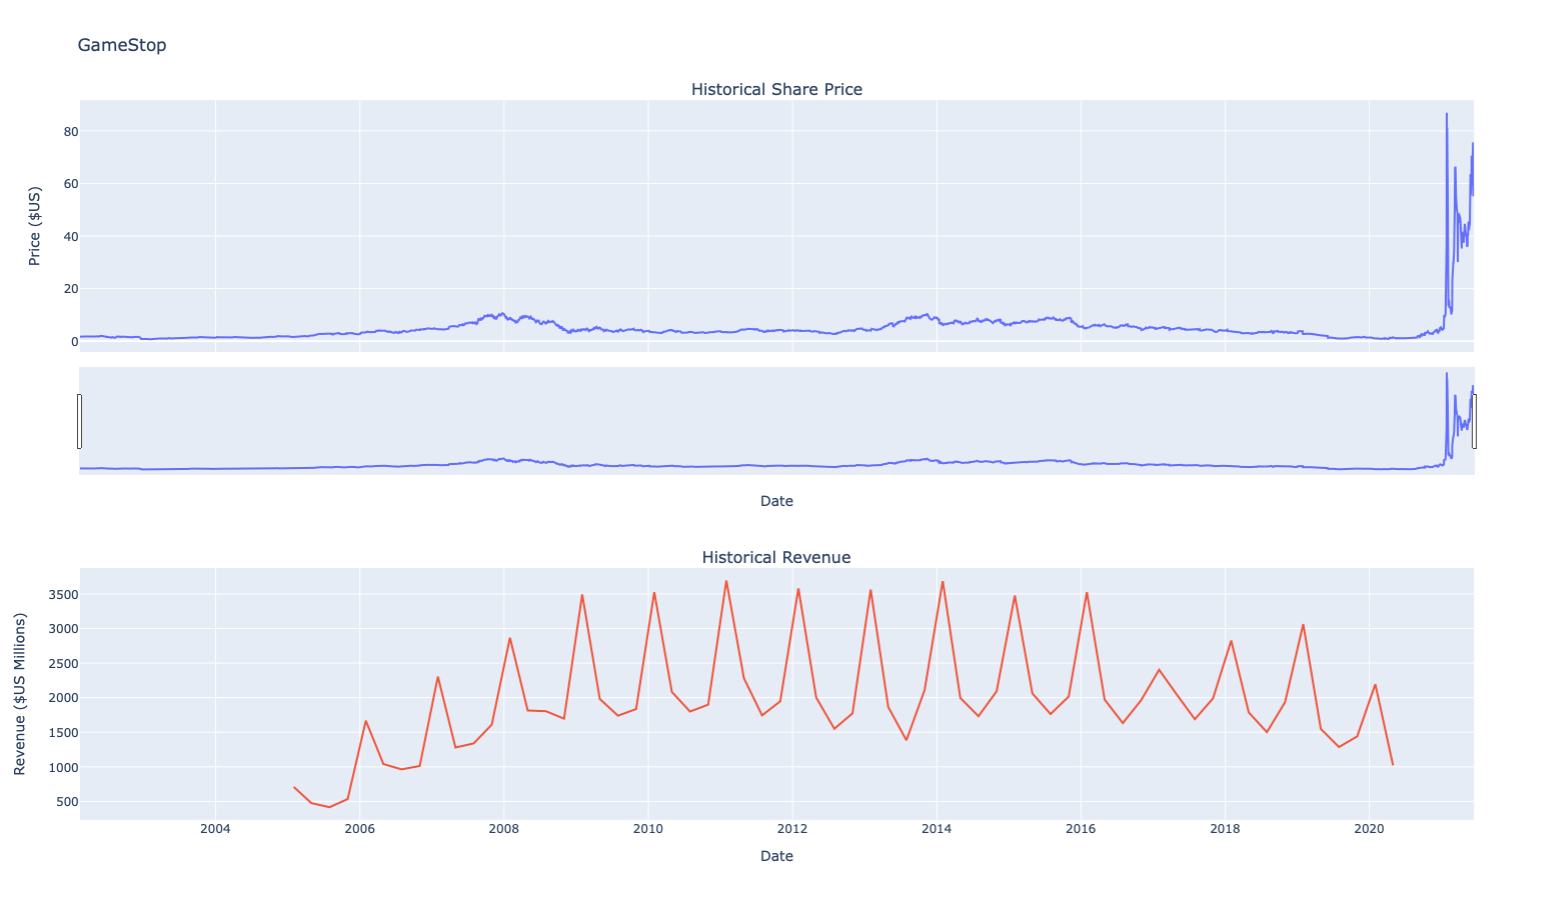 GameStop
Historical Share Price
Price ($US)
80
60
40
20
0
Date
Historical Revenue
Revenue ($US Millions)
3500
3000
2500
2000
1500
1000
500
2004 2006 2008 2010 2012 2014 2016 2018 2020
Date